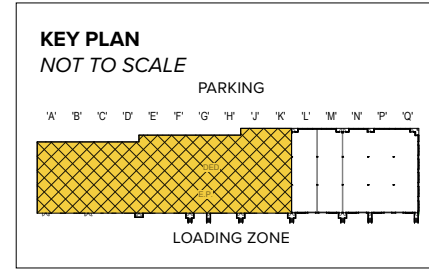 KEY PLAN
NOT TO SCALE
PARKING
'A' 'B' 'C' 'D' 'E' 'F' 'G' 'H' 'J' 'K' 'L' 'M' 'N' 'P' 'Q'
E.P.
LOADING ZONE